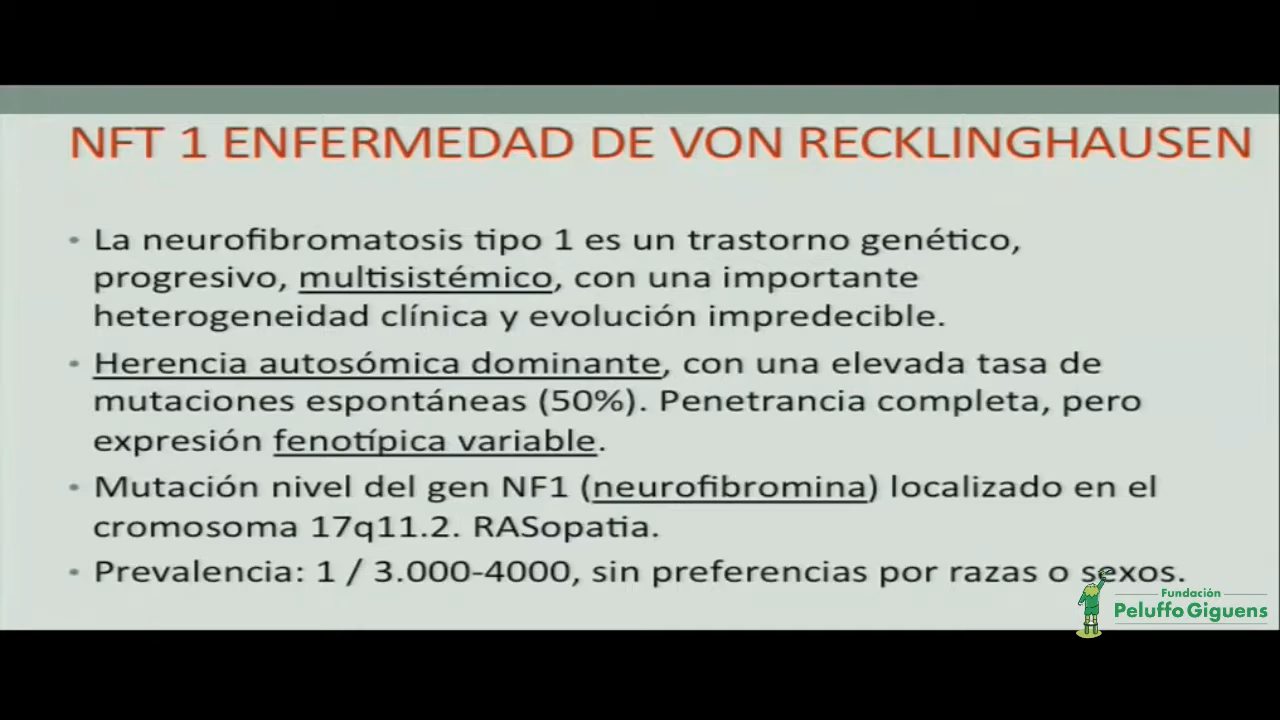 NFT 1 ENFERMEDAD DE VON RECKLINGHAUSEN
• La neurofibromatosis tipo 1 es un trastorno genético,
progresivo, multisistémico, con una importante
heterogeneidad clínica y evolución impredecible.
• Herencia autosómica dominante, con una elevada tasa de
mutaciones espontáneas (50%). Penetrancia completa, pero
expresión fenotípica variable.
• Mutación nivel del gen NF1 (neurofibromina) localizado en el
cromosoma 17q11.2. RASopatia.
• Prevalencia: 1 / 3.000-4000, sin preferencias por razas o sexos.
Fundación
Peluffo Giguens